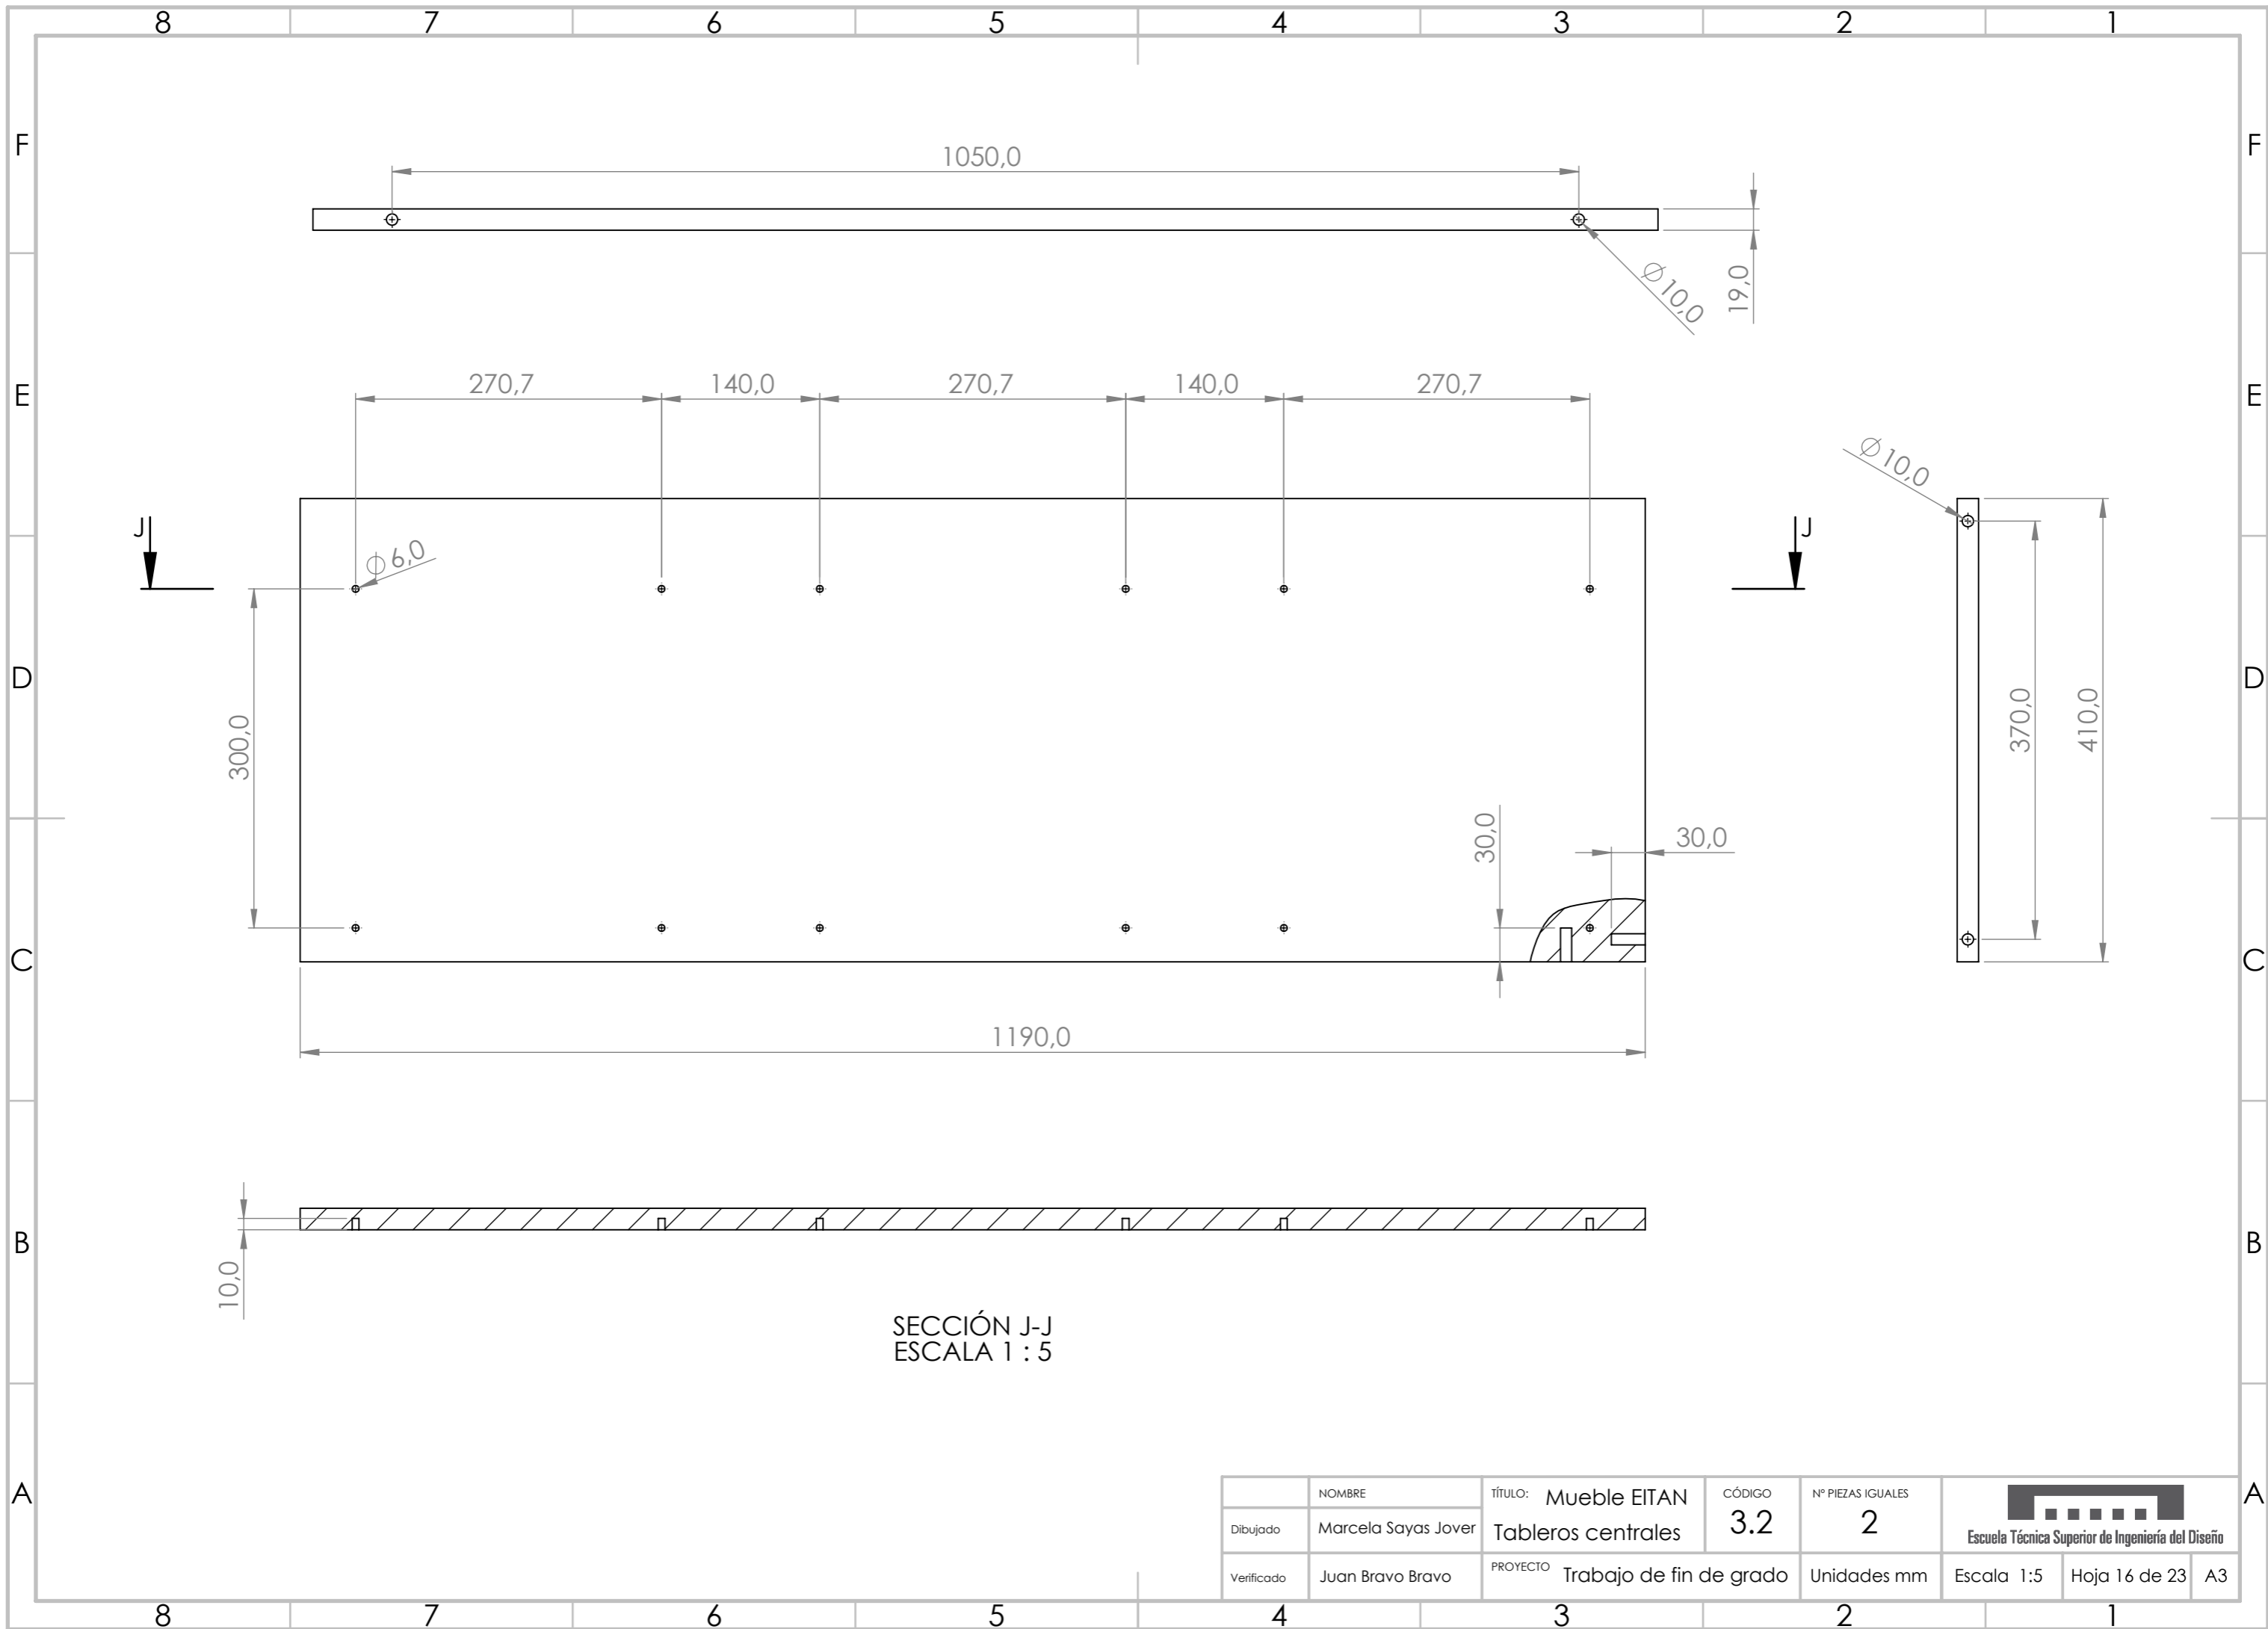 8 7 6 5 4 3 2 1
F F
1050,0
Ø10,0
19,0
E E
270,7 140,0 270,7 140,0 270,7
Ø10,0
J J
Ø6,0
D D
300,0
370,0
410,0
30,0
30,0
C C
1190,0
B B
10,0
SECCIÓN J-J
ESCALA 1 : 5
A A
NOMBRE
TÍTULO: Mueble EITAN
Tableros centrales
CÓDIGO
3.2
Nº PIEZAS IGUALES
2
Escuela Técnica Superior de Ingeniería del Diseño
Dibujado Marcela Sayas Jover
Verificado Juan Bravo Bravo
PROYECTO Trabajo de fin de grado
Unidades mm
Escala 1:5
Hoja 16 de 23
A3
8 7 6 5 4 3 2 1